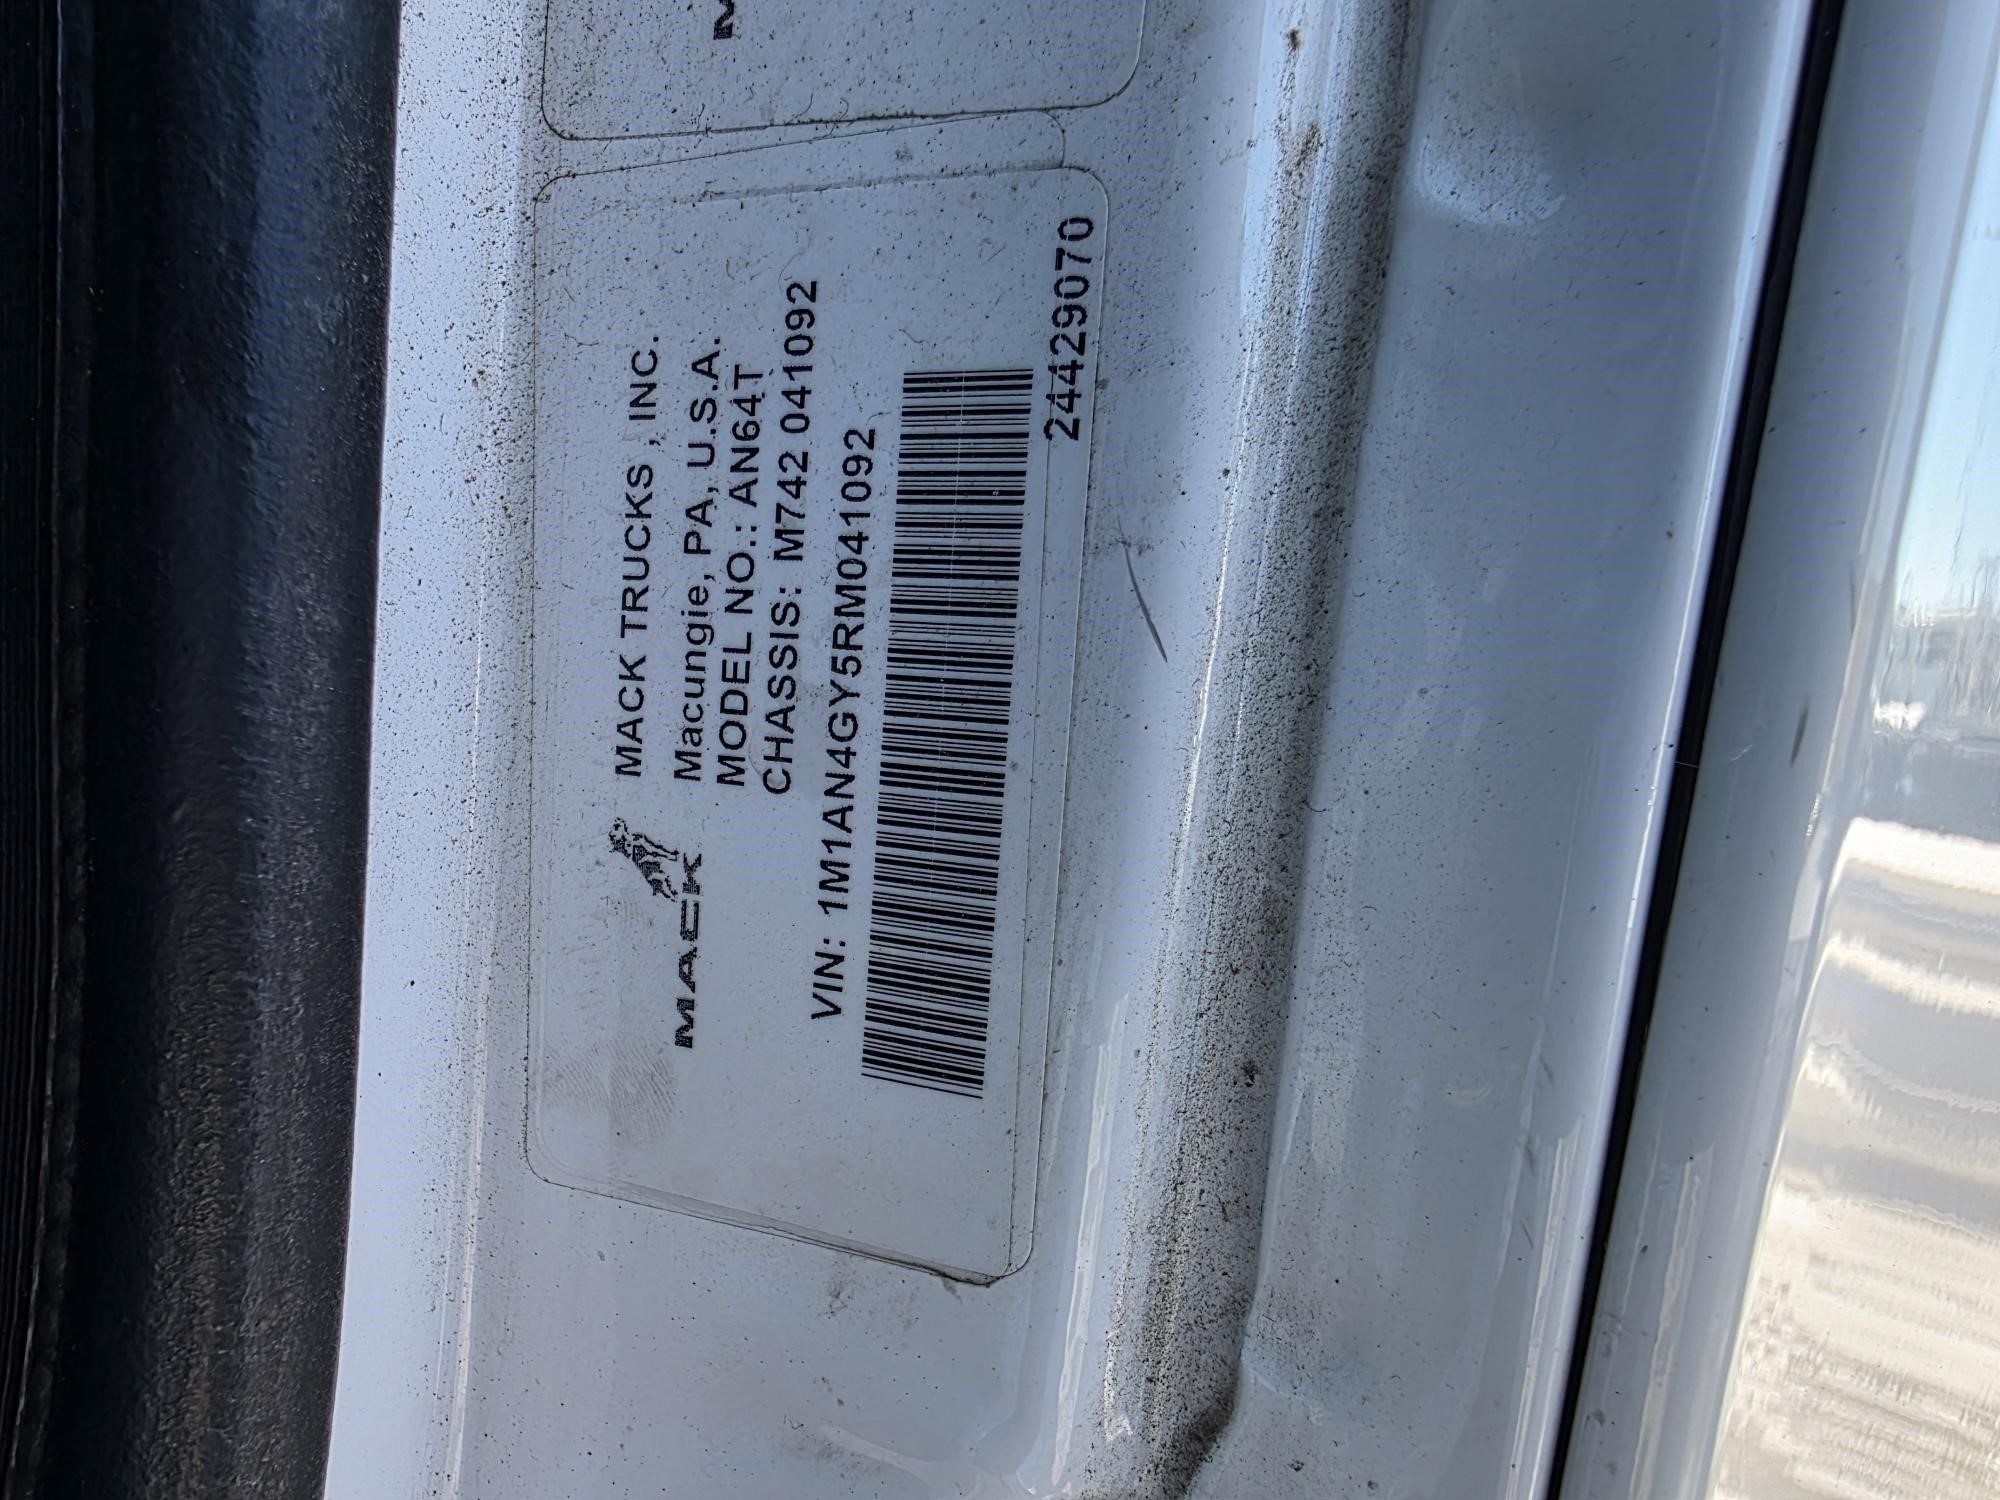 MACK
MACK TRUCKS , INC.
Macungie, PA, U.S.A.
MODEL NO.: AN64T
CHASSIS: M742 041092
VIN: 1M1AN4GY5RM041092
24429070